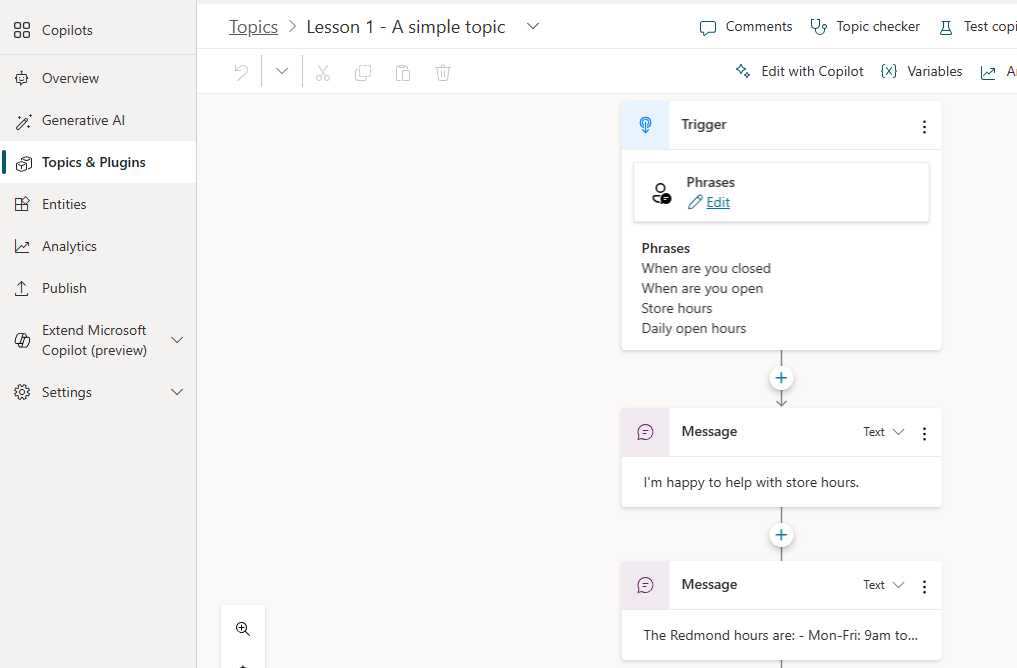 Copilots
Overview
Generative AI
Topics & Plugins
Entities
Analytics
Publish
Extend Microsoft
Copilot (preview)
Settings
Topics > Lesson 1 - A simple topic
Comments
Topic checker
Test copi
Edit with Copilot
{x} Variables
Trigger
Phrases
Edit
Phrases
When are you closed
When are you open
Store hours
Daily open hours
Message
Text
I'm happy to help with store hours.
Message
Text
The Redmond hours are: - Mon-Fri: 9am to...